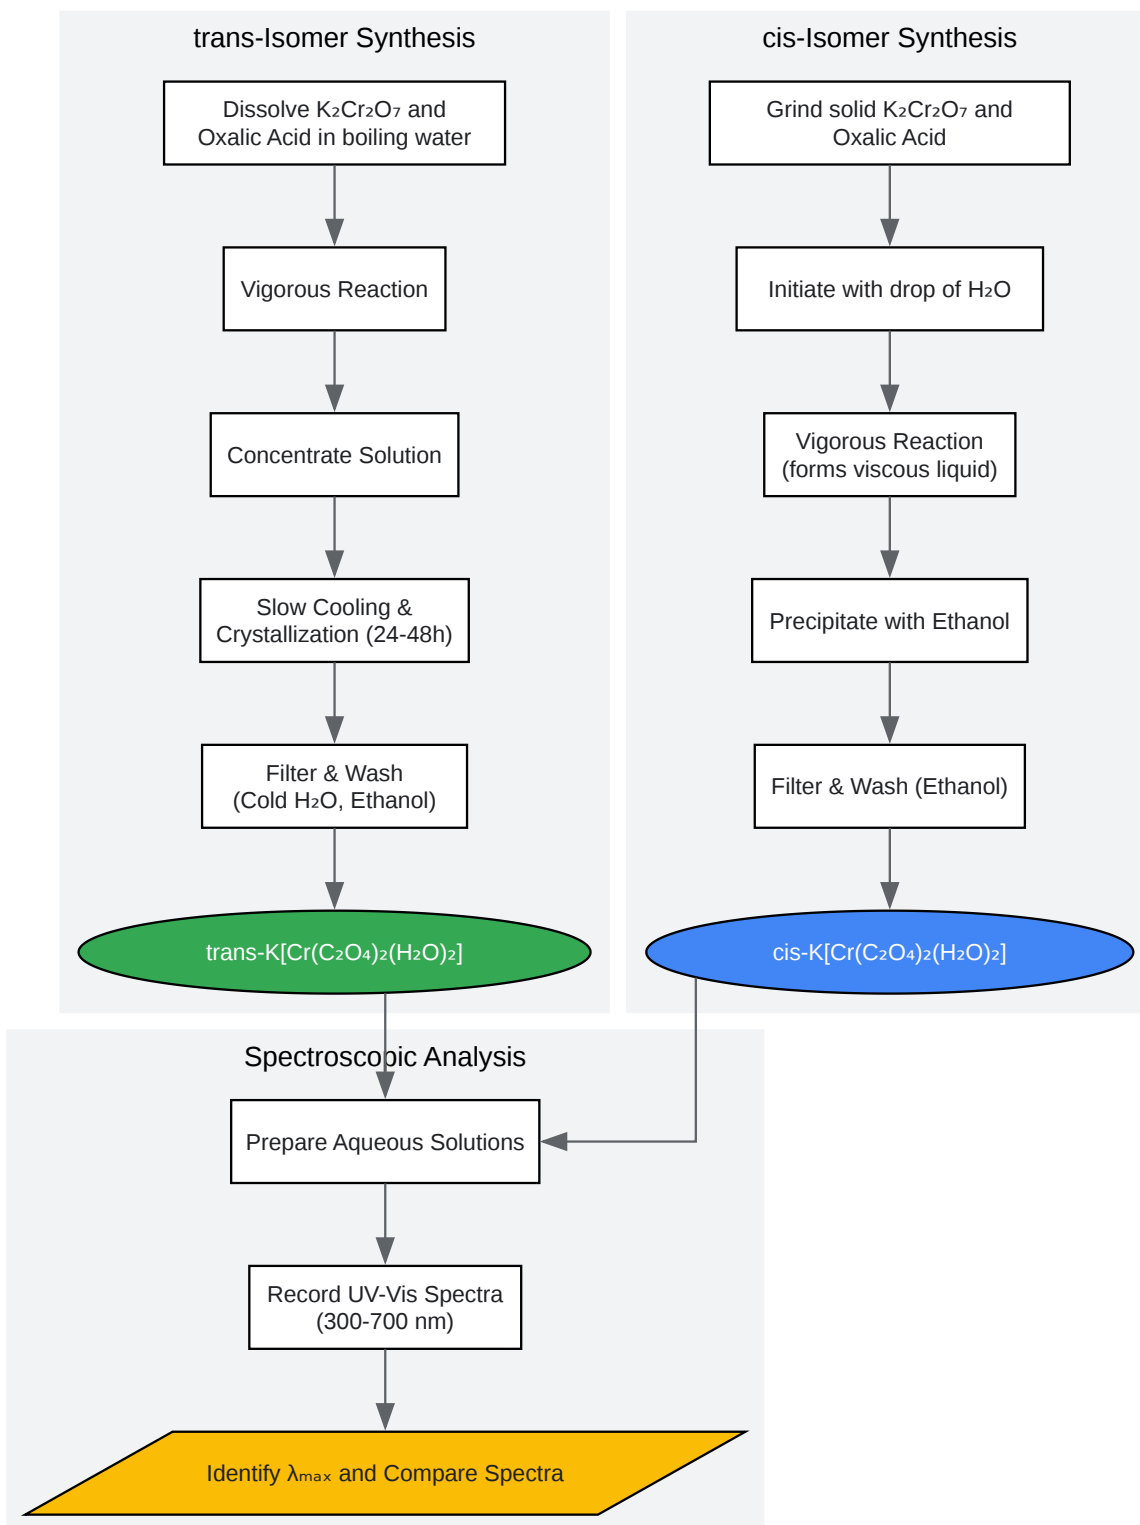 trans-Isomer Synthesis
Dissolve K₂Cr₂O₇ and
Oxalic Acid in boiling water
Vigorous Reaction
Concentrate Solution
Slow Cooling &
Crystallization (24-48h)
Filter & Wash
(Cold H₂O, Ethanol)
trans-K[Cr(C₂O₄)₂(H₂O)₂]
cis-Isomer Synthesis
Grind solid K₂Cr₂O₇ and
Oxalic Acid
Initiate with drop of H₂O
Vigorous Reaction
(forms viscous liquid)
Precipitate with Ethanol
Filter & Wash (Ethanol)
cis-K[Cr(C₂O₄)₂(H₂O)₂]
Spectroscopic Analysis
Prepare Aqueous Solutions
Record UV-Vis Spectra
(300-700 nm)
Identify λₘₐₓ and Compare Spectra